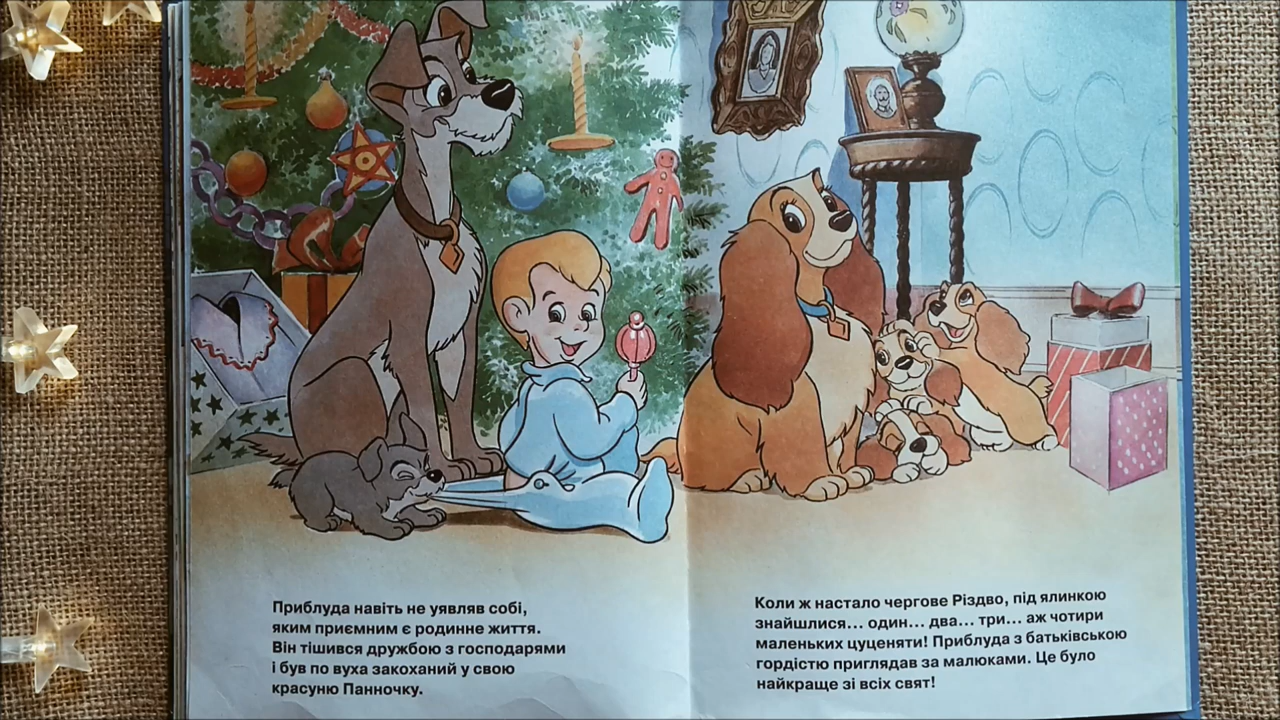 Приблуда навіть не уявляв собі,
яким приємним є родинне життя.
Він тішився дружбою з господарями
і був по вуха закоханий у свою
красуню Панночку.
Коли ж настало чергове Різдво, під ялинкою
знайшлися... один... два... три... аж чотири
маленьких цуценяти! Приблуда з батьківською
гордістю приглядав за малюками. Це було
найкраще зі всіх свят!